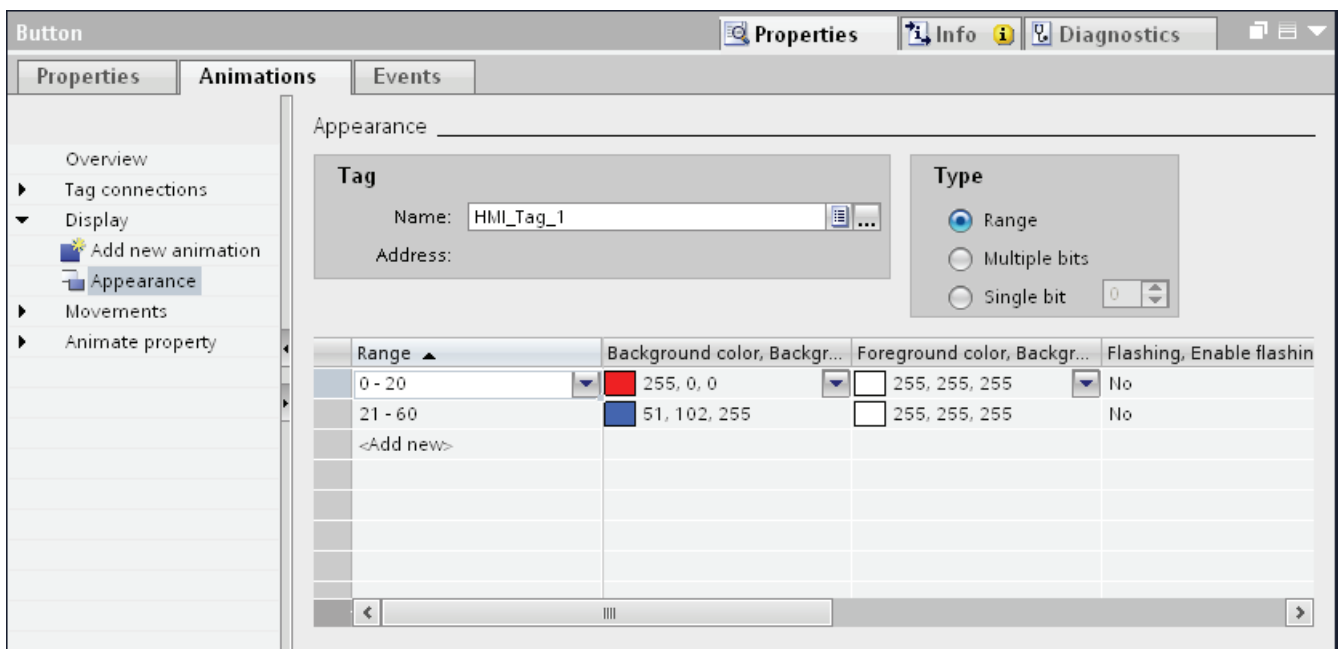 Button
Properties
Info
Diagnostics
Properties
Animations
Events
Overview
Tag connections
Display
Add new animation
Appearance
Movements
Animate property
Appearance
Tag
Name: HMI_Tag_1 ...
Address:
Type
Range
Multiple bits
Single bit 0
Range Background color, Backgr... Foreground color, Backgr... Flashing, Enable flashin
0 - 20 255, 0, 0 255, 255, 255 No
21 - 60 51, 102, 255 255, 255, 255 No
<Add new>